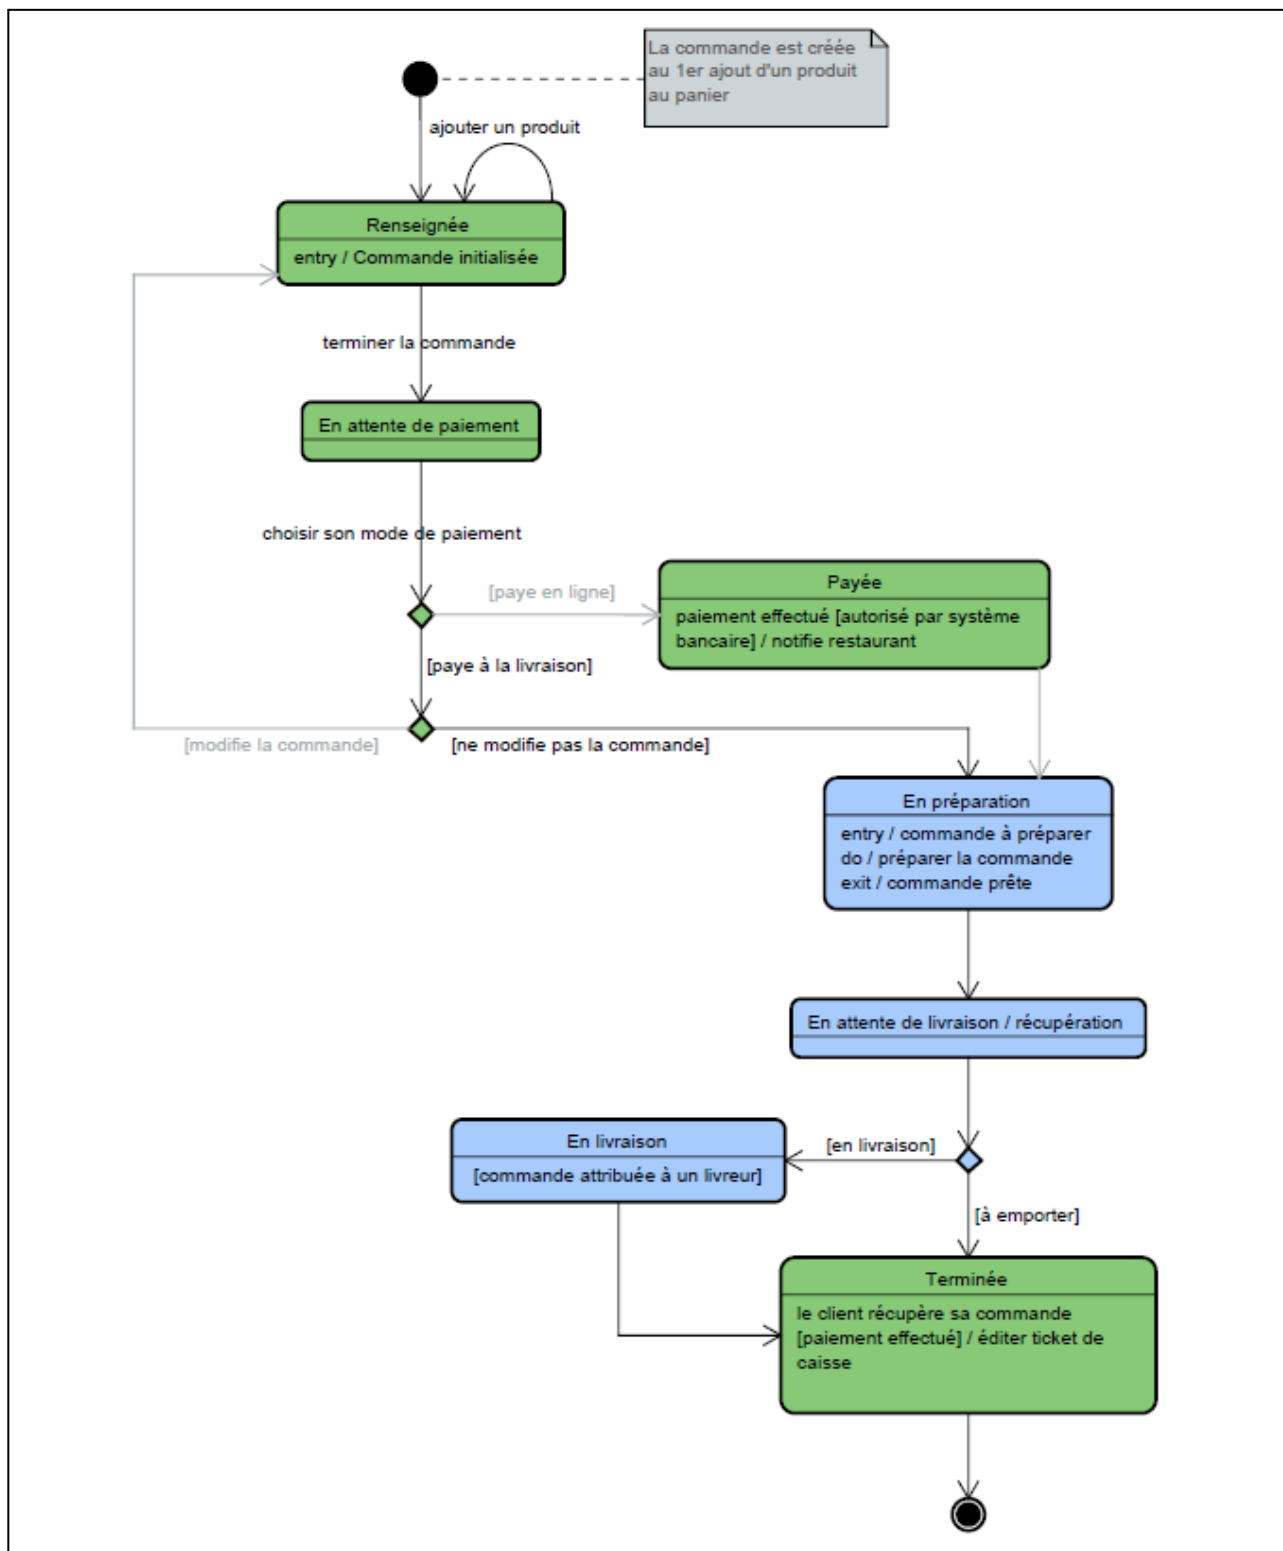 La commande est créée
au 1er ajout d'un produit
au panier
ajouter un produit
Renseignée
entry / Commande initialisée
terminer la commande
En attente de paiement
choisir son mode de paiement
[paye en ligne]
Payée
paiement effectué [autorisé par système
bancaire] / notifie restaurant
[paye à la livraison]
[modifie la commande]
[ne modifie pas la commande]
En préparation
entry / commande à préparer
do / préparer la commande
exit / commande prête
En attente de livraison / récupération
En livraison
[commande attribuée à un livreur]
[en livraison]
[à emporter]
Terminée
le client récupère sa commande
[paiement effectué] / éditer ticket de
caisse